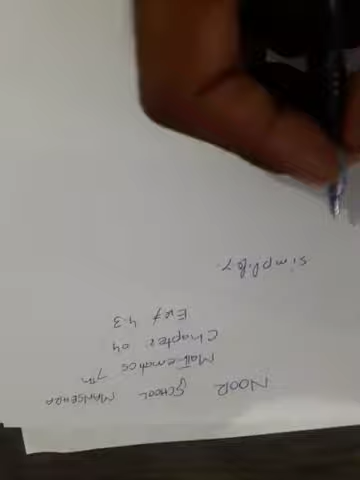 NOOR SCHOOL MANSEHRA
Mathematics 7th
Chapter 04
Ex # 4.3
Simplify